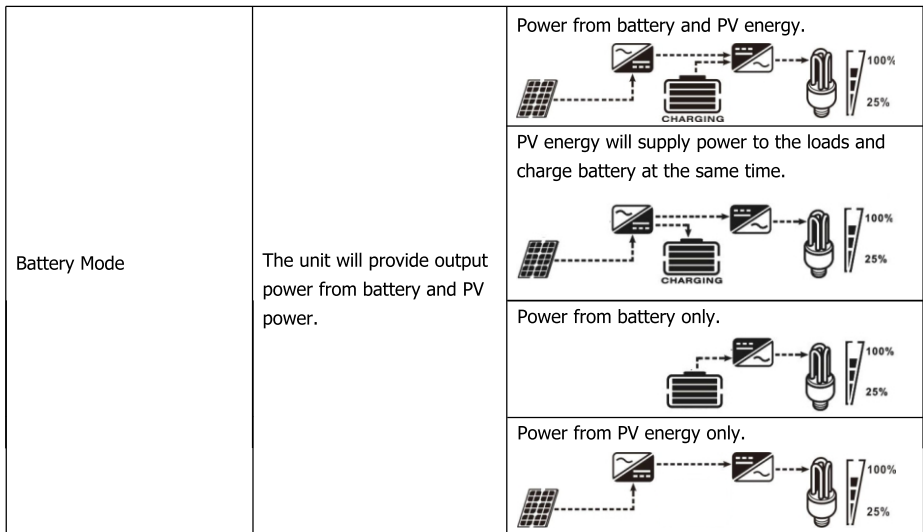 Battery Mode
The unit will provide output
power from battery and PV
power.
Power from battery and PV energy.
100%
25%
CHARGING
PV energy will supply power to the loads and
charge battery at the same time.
100%
25%
CHARGING
Power from battery only.
100%
25%
Power from PV energy only.
100%
25%